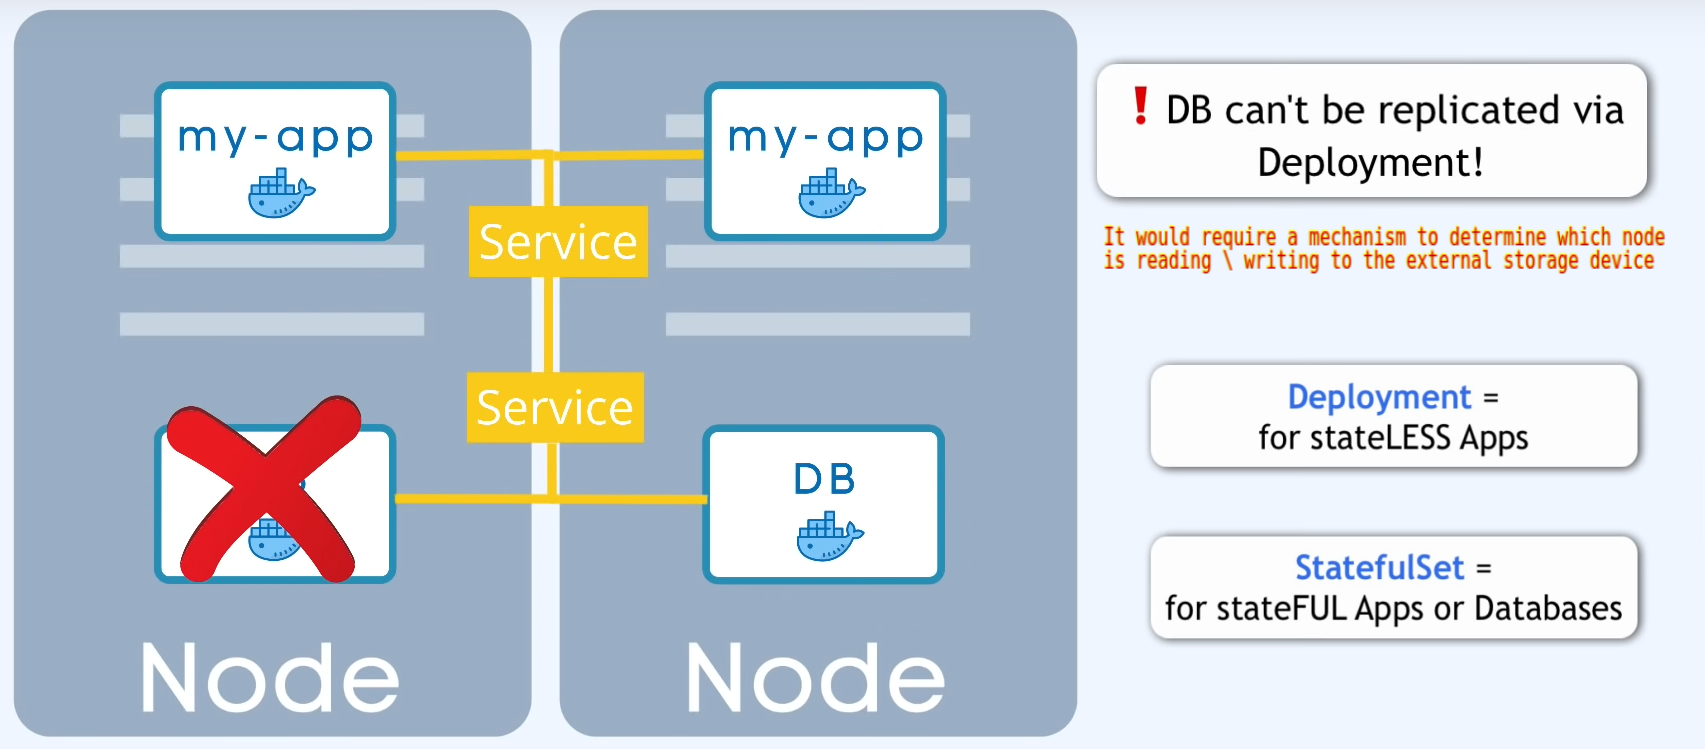 my-app
my-app
Service
Service
DB
Node
Node
! DB can't be replicated via
Deployment!
It would require a mechanism to determine which node
is reading \ writing to the external storage device
Deployment =
for stateLESS Apps
StatefulSet =
for stateFUL Apps or Databases